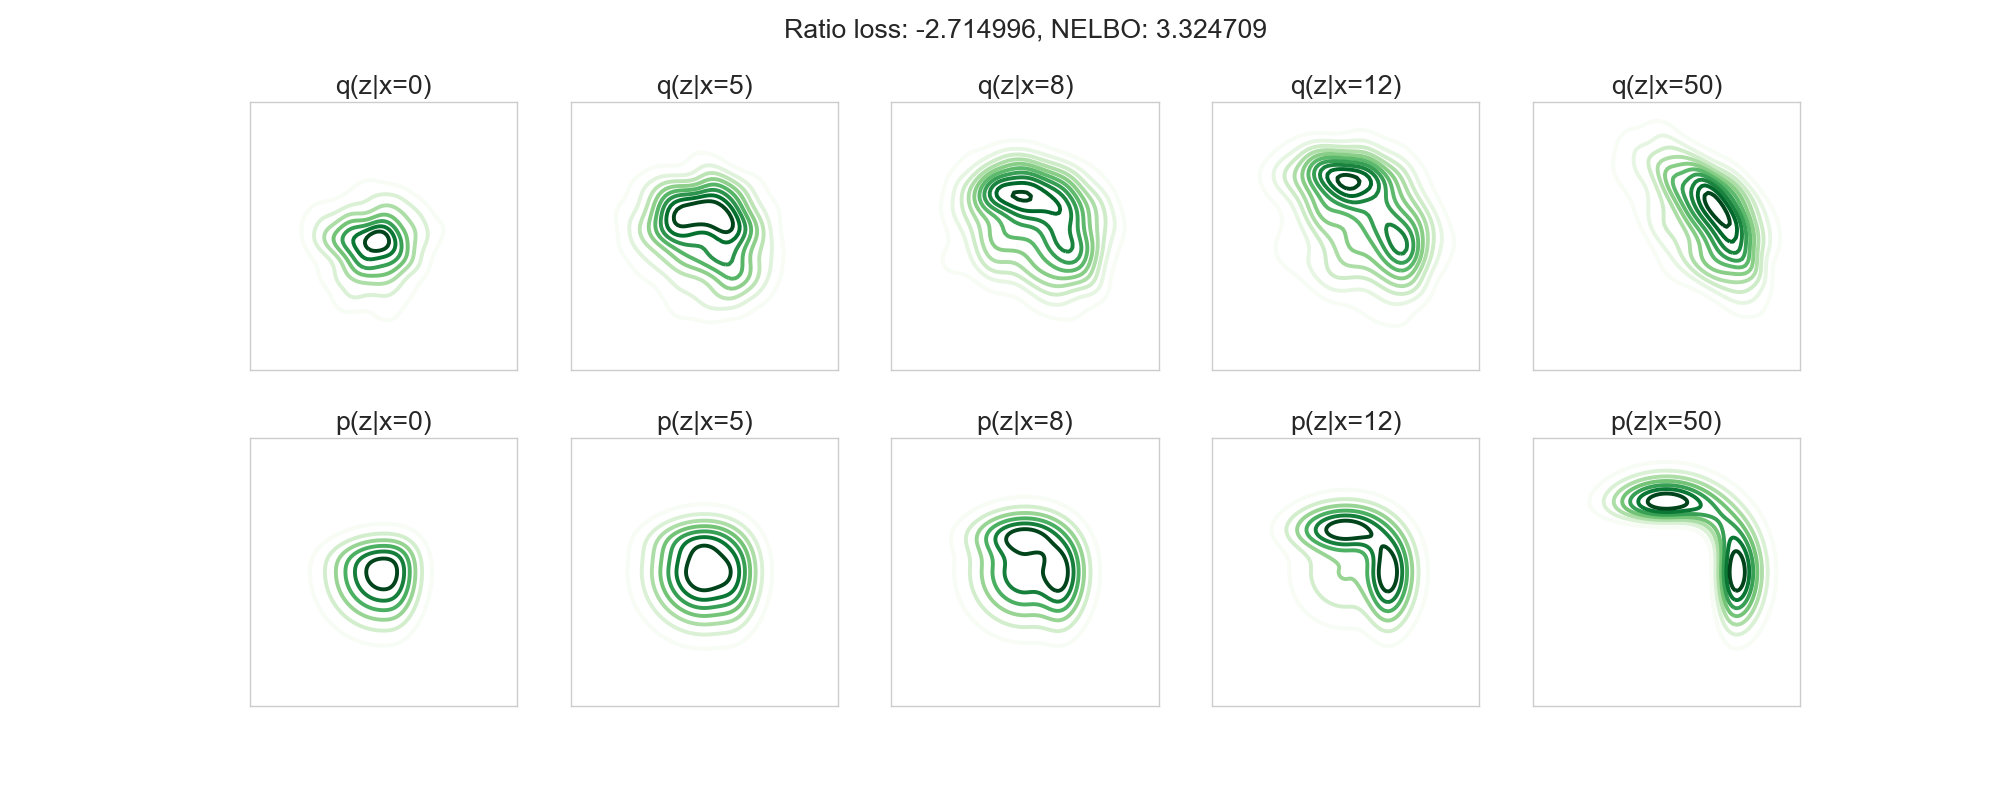 Ratio loss: -2.714996, NELBO: 3.324709
q(z|x=0) q(z|x=5) q(z|x=8) q(z|x=12) q(z|x=50)
p(z|x=0) p(z|x=5) p(z|x=8) p(z|x=12) p(z|x=50)